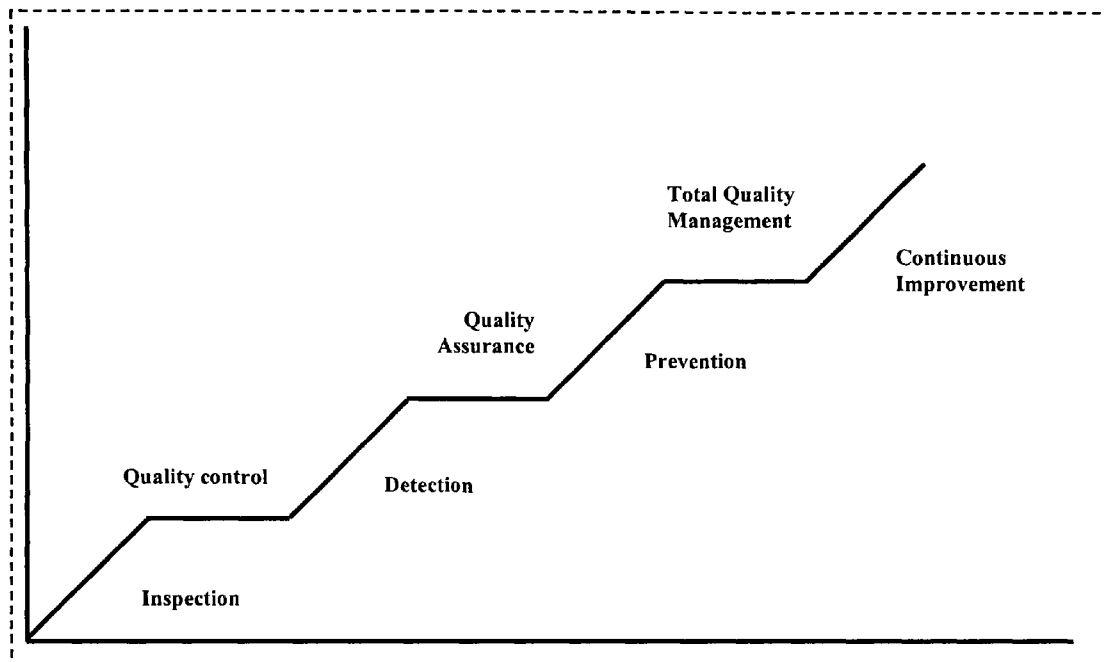 Total Quality
Management
Continuous
Improvement
Quality
Assurance
Prevention
Quality control
Detection
Inspection